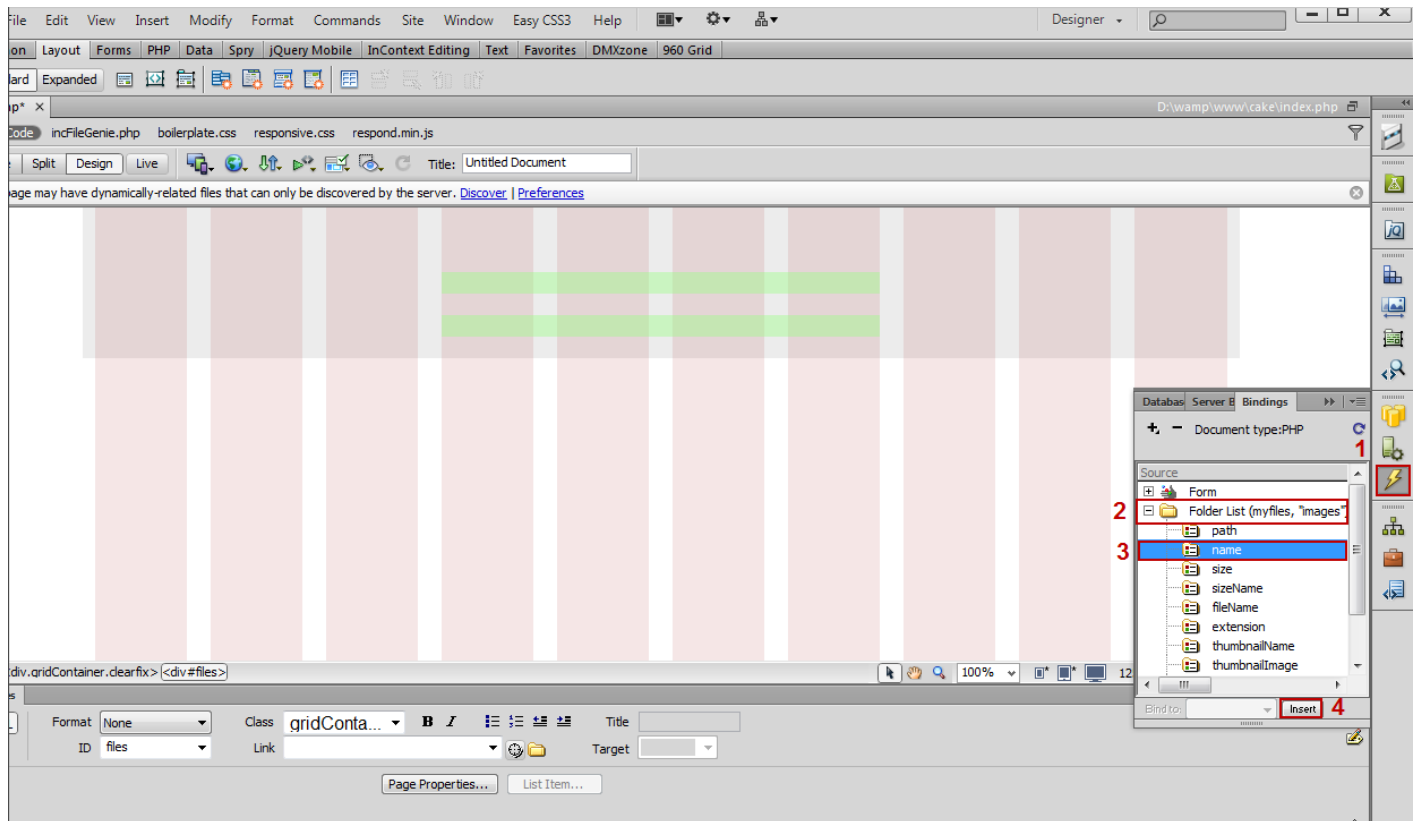 File Edit View Insert Modify Format Commands Site Window Easy CSS3 Help Designer
on Layout Forms PHP Data Spry jQuery Mobile InContext Editing Text Favorites DMXzone 960 Grid
dard Expanded
hp* × D:\wamp\www\cake\index.php
Code incFileGenie.php boilerplate.css responsive.css respond.min.js
e Split Design Live Title: Untitled Document
page may have dynamically-related files that can only be discovered by the server. Discover | Preferences
jQ
Databas Server B Bindings
Document type:PHP
1
Source
Form
2 Folder List (myfiles, "images"
path
3 name
size
sizeName
fileName
extension
thumbnailName
thumbnailImage
<div.gridContainer.clearfix> <div#files> 100% 12
Bind to: Insert 4
es
Format None Class gridConta... B I Title
ID files Link Target
Page Properties... List Item...